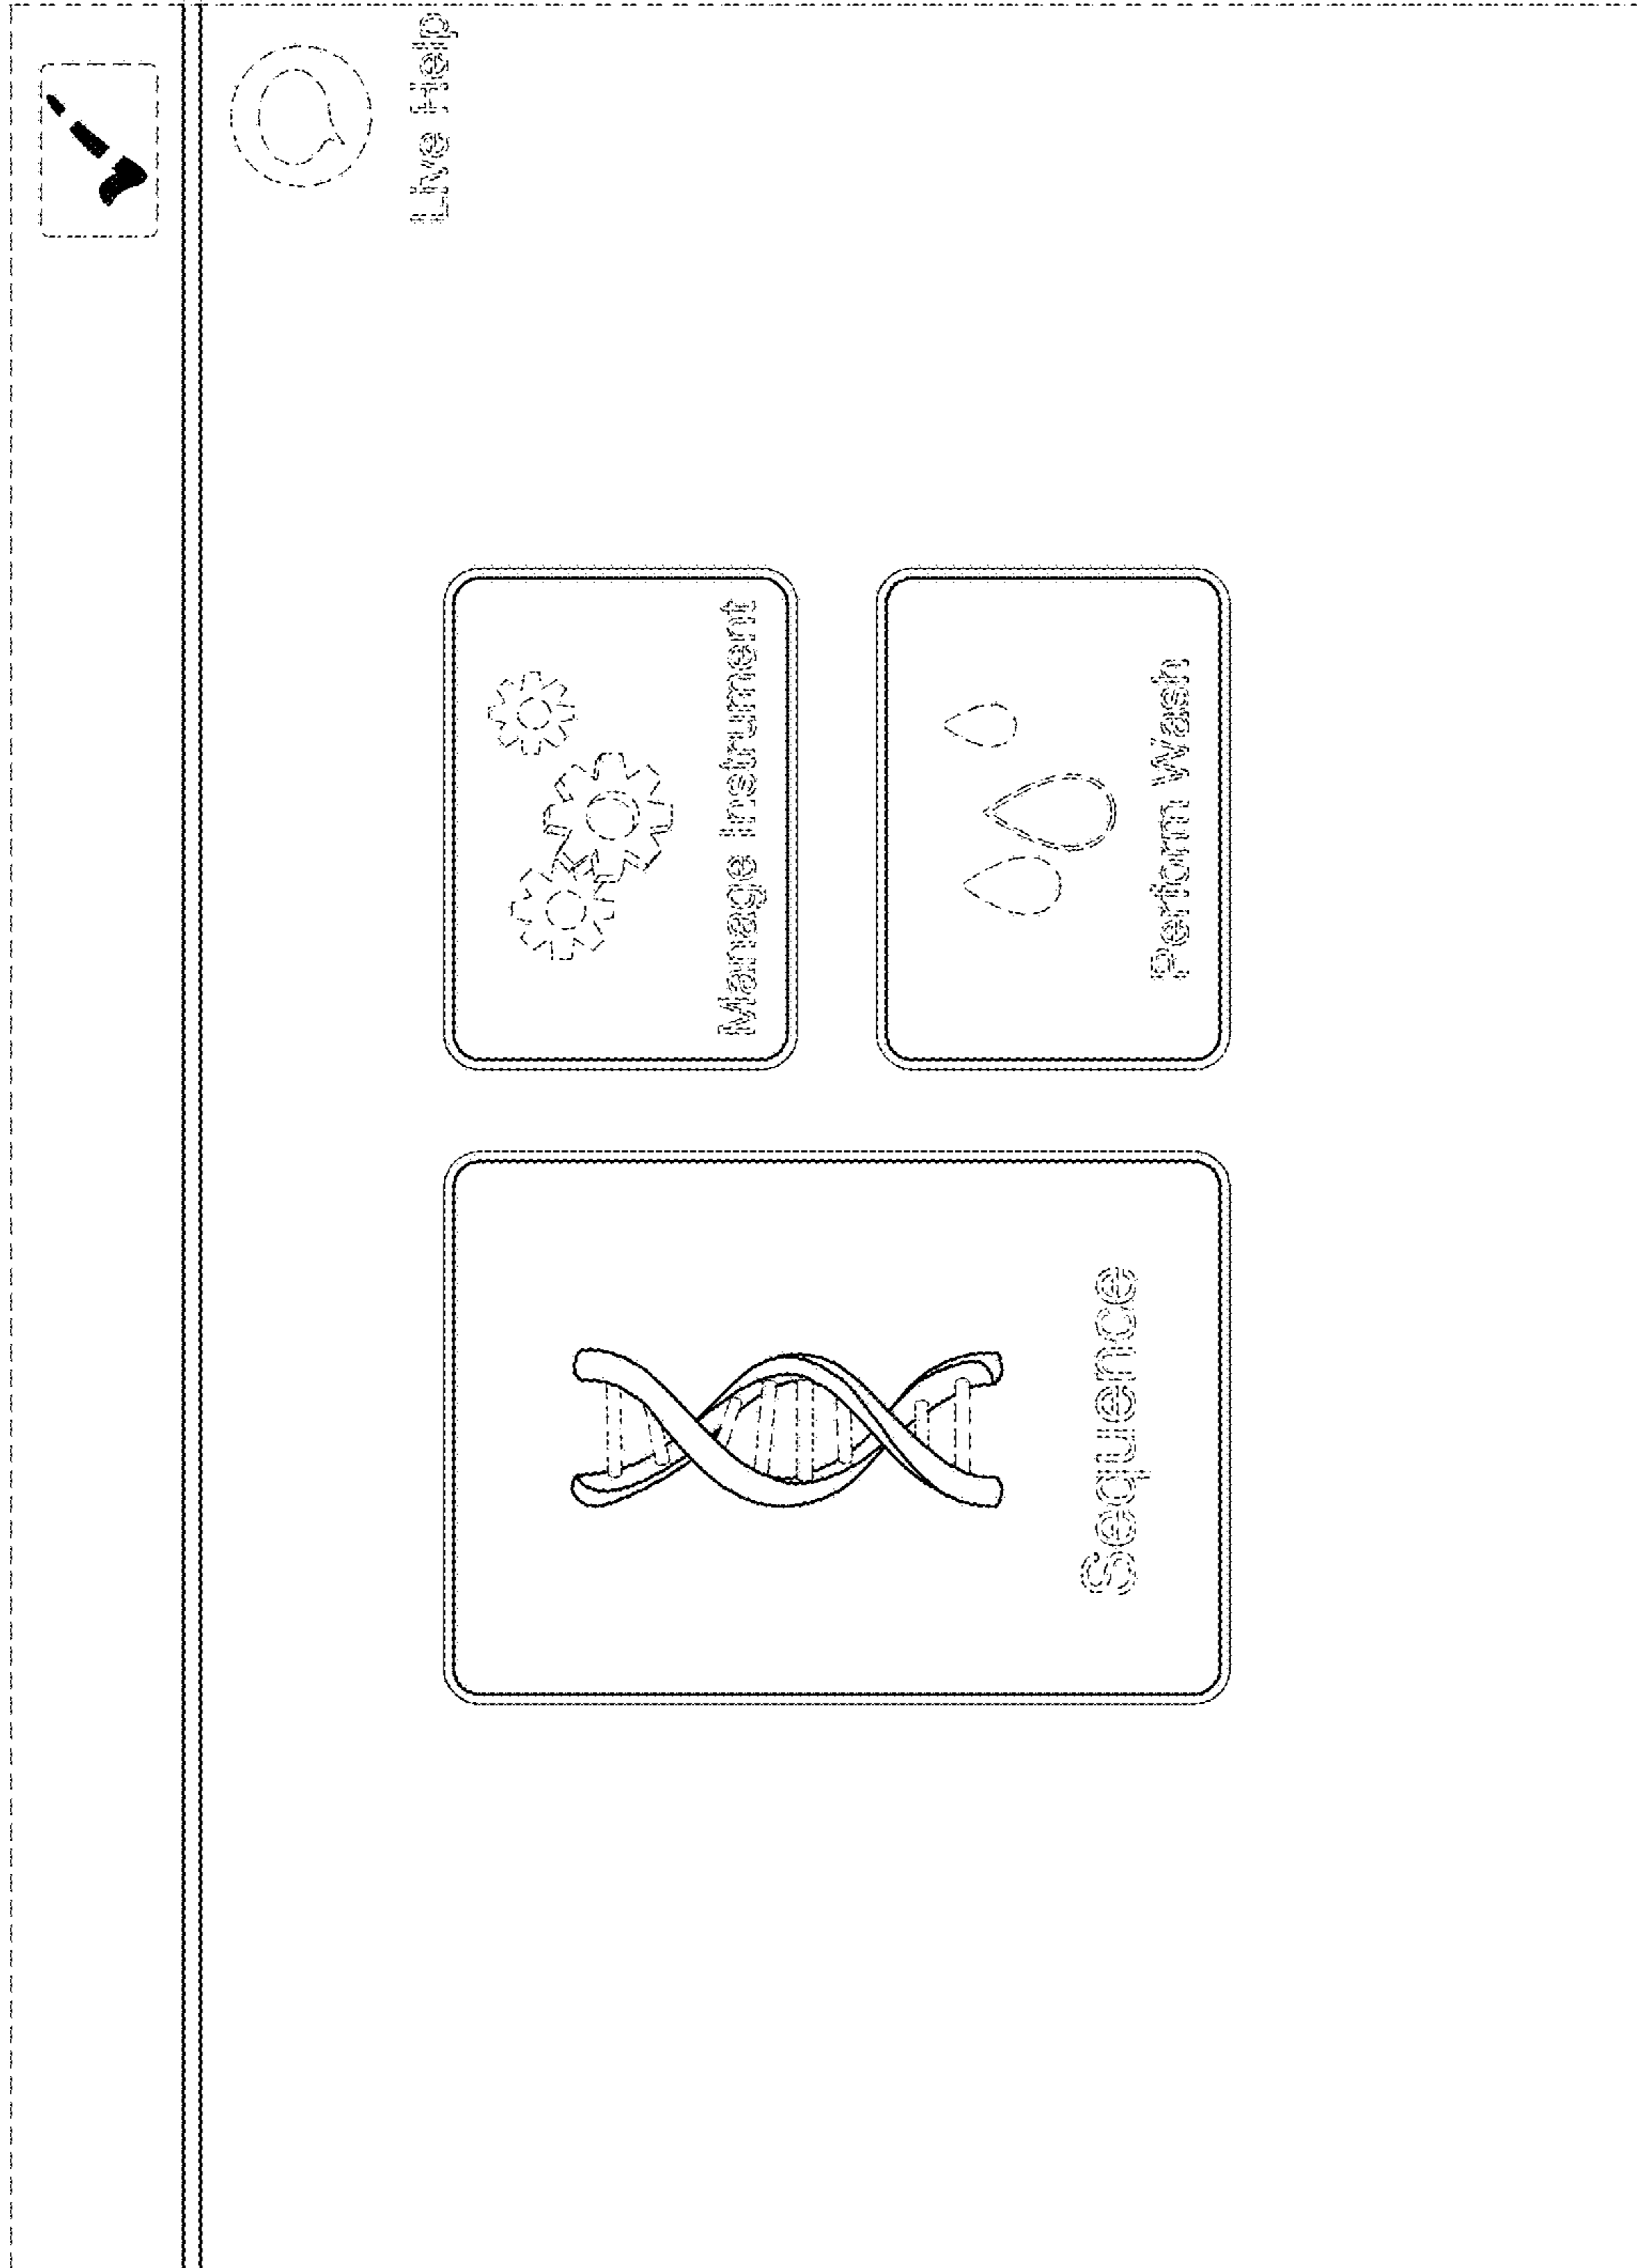 Live Help
Sequence
Manage Instrument
Perform Wash